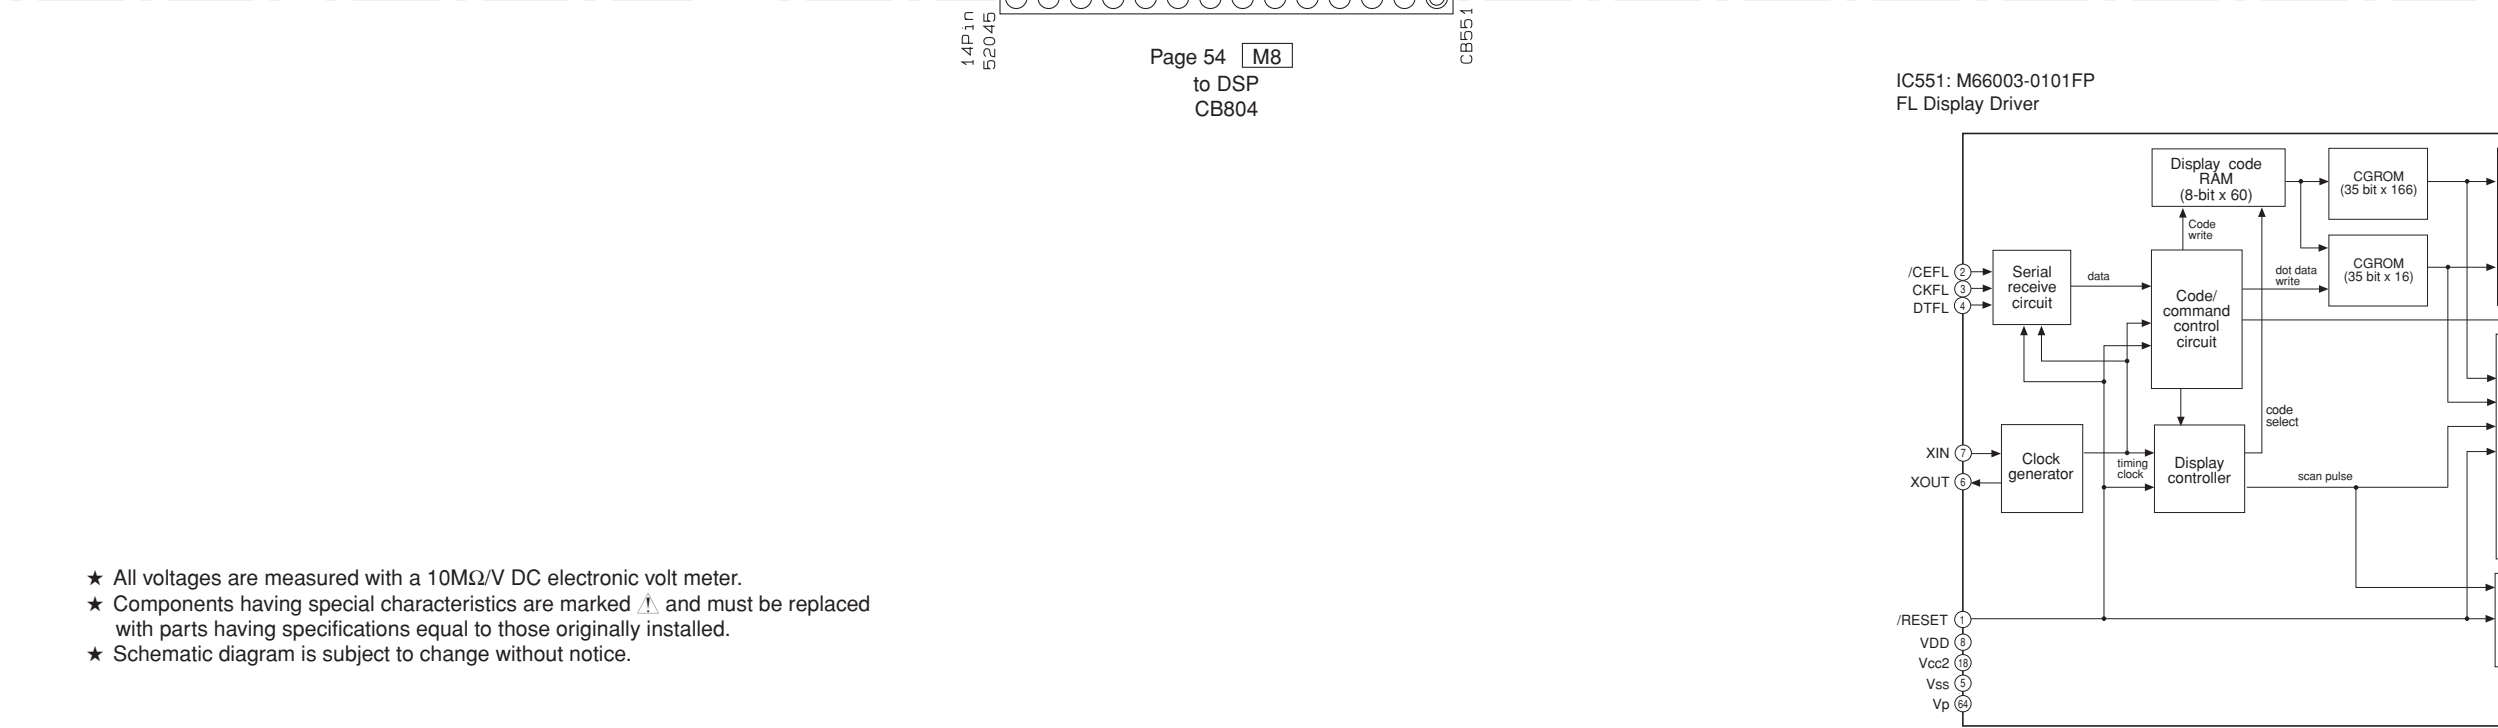 14Pin
52045
CB551
Page 54 M8
to DSP
CB804
IC551: M66003-0101FP
FL Display Driver
Display code
RAM
(8-bit x 60)
CGROM
(35 bit x 166)
Code
write
/CEFL 2
CKFL 3
DTFL 4
Serial
receive
circuit
data
Code/
command
control
circuit
dot data
write
CGROM
(35 bit x 16)
code
select
XIN 7
XOUT 6
Clock
generator
timing
clock
Display
controller
scan pulse
/RESET 1
VDD 8
Vcc2 18
Vss 5
Vp 64
★ All voltages are measured with a 10MΩ/V DC electronic volt meter.
★ Components having special characteristics are marked ⚠ and must be replaced
with parts having specifications equal to those originally installed.
★ Schematic diagram is subject to change without notice.